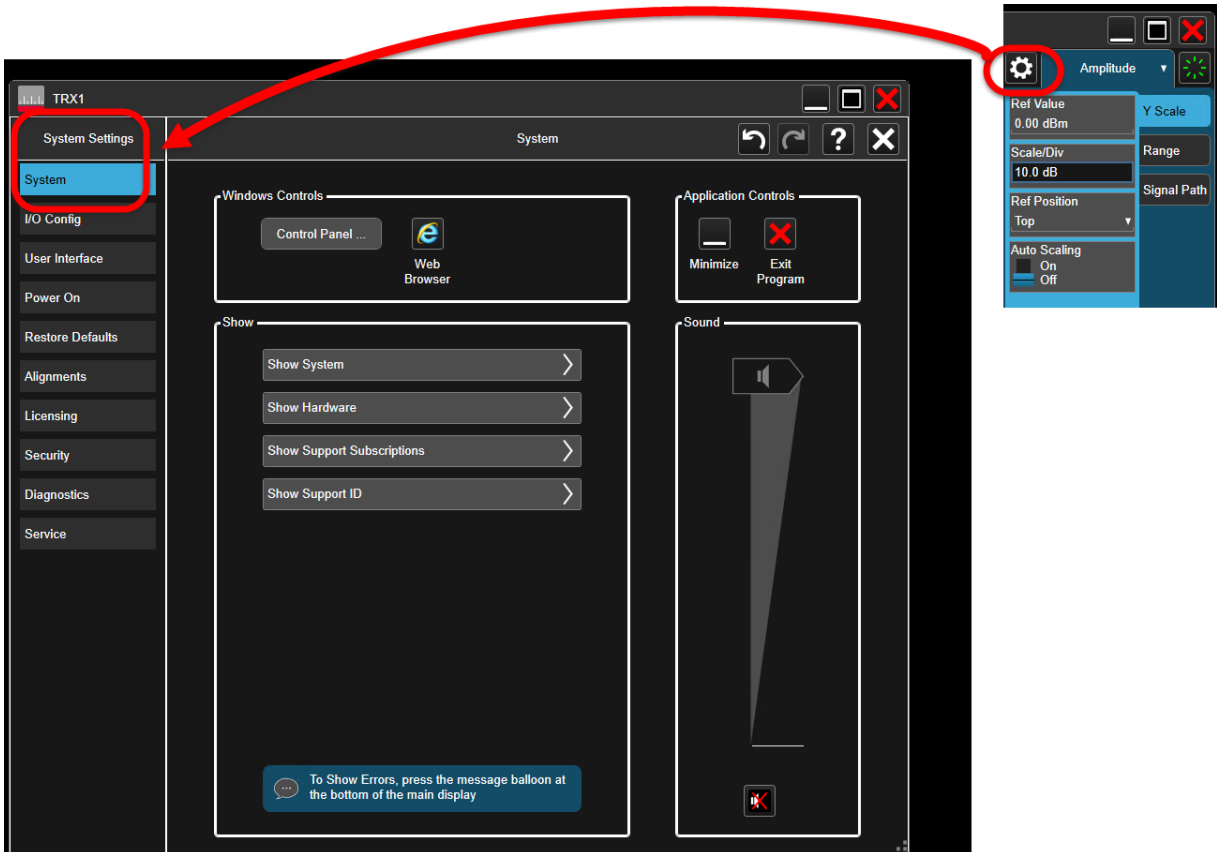 TRX1
System Settings
System
System
I/O Config
User Interface
Power On
Restore Defaults
Alignments
Licensing
Security
Diagnostics
Service
Windows Controls
Control Panel ...
Web
Browser
Application Controls
Minimize
Exit
Program
Show
Show System
Show Hardware
Show Support Subscriptions
Show Support ID
To Show Errors, press the message balloon at
the bottom of the main display
Sound
Amplitude
Ref Value
0.00 dBm
Scale/Div
10.0 dB
Ref Position
Top
Auto Scaling
On
Off
Y Scale
Range
Signal Path